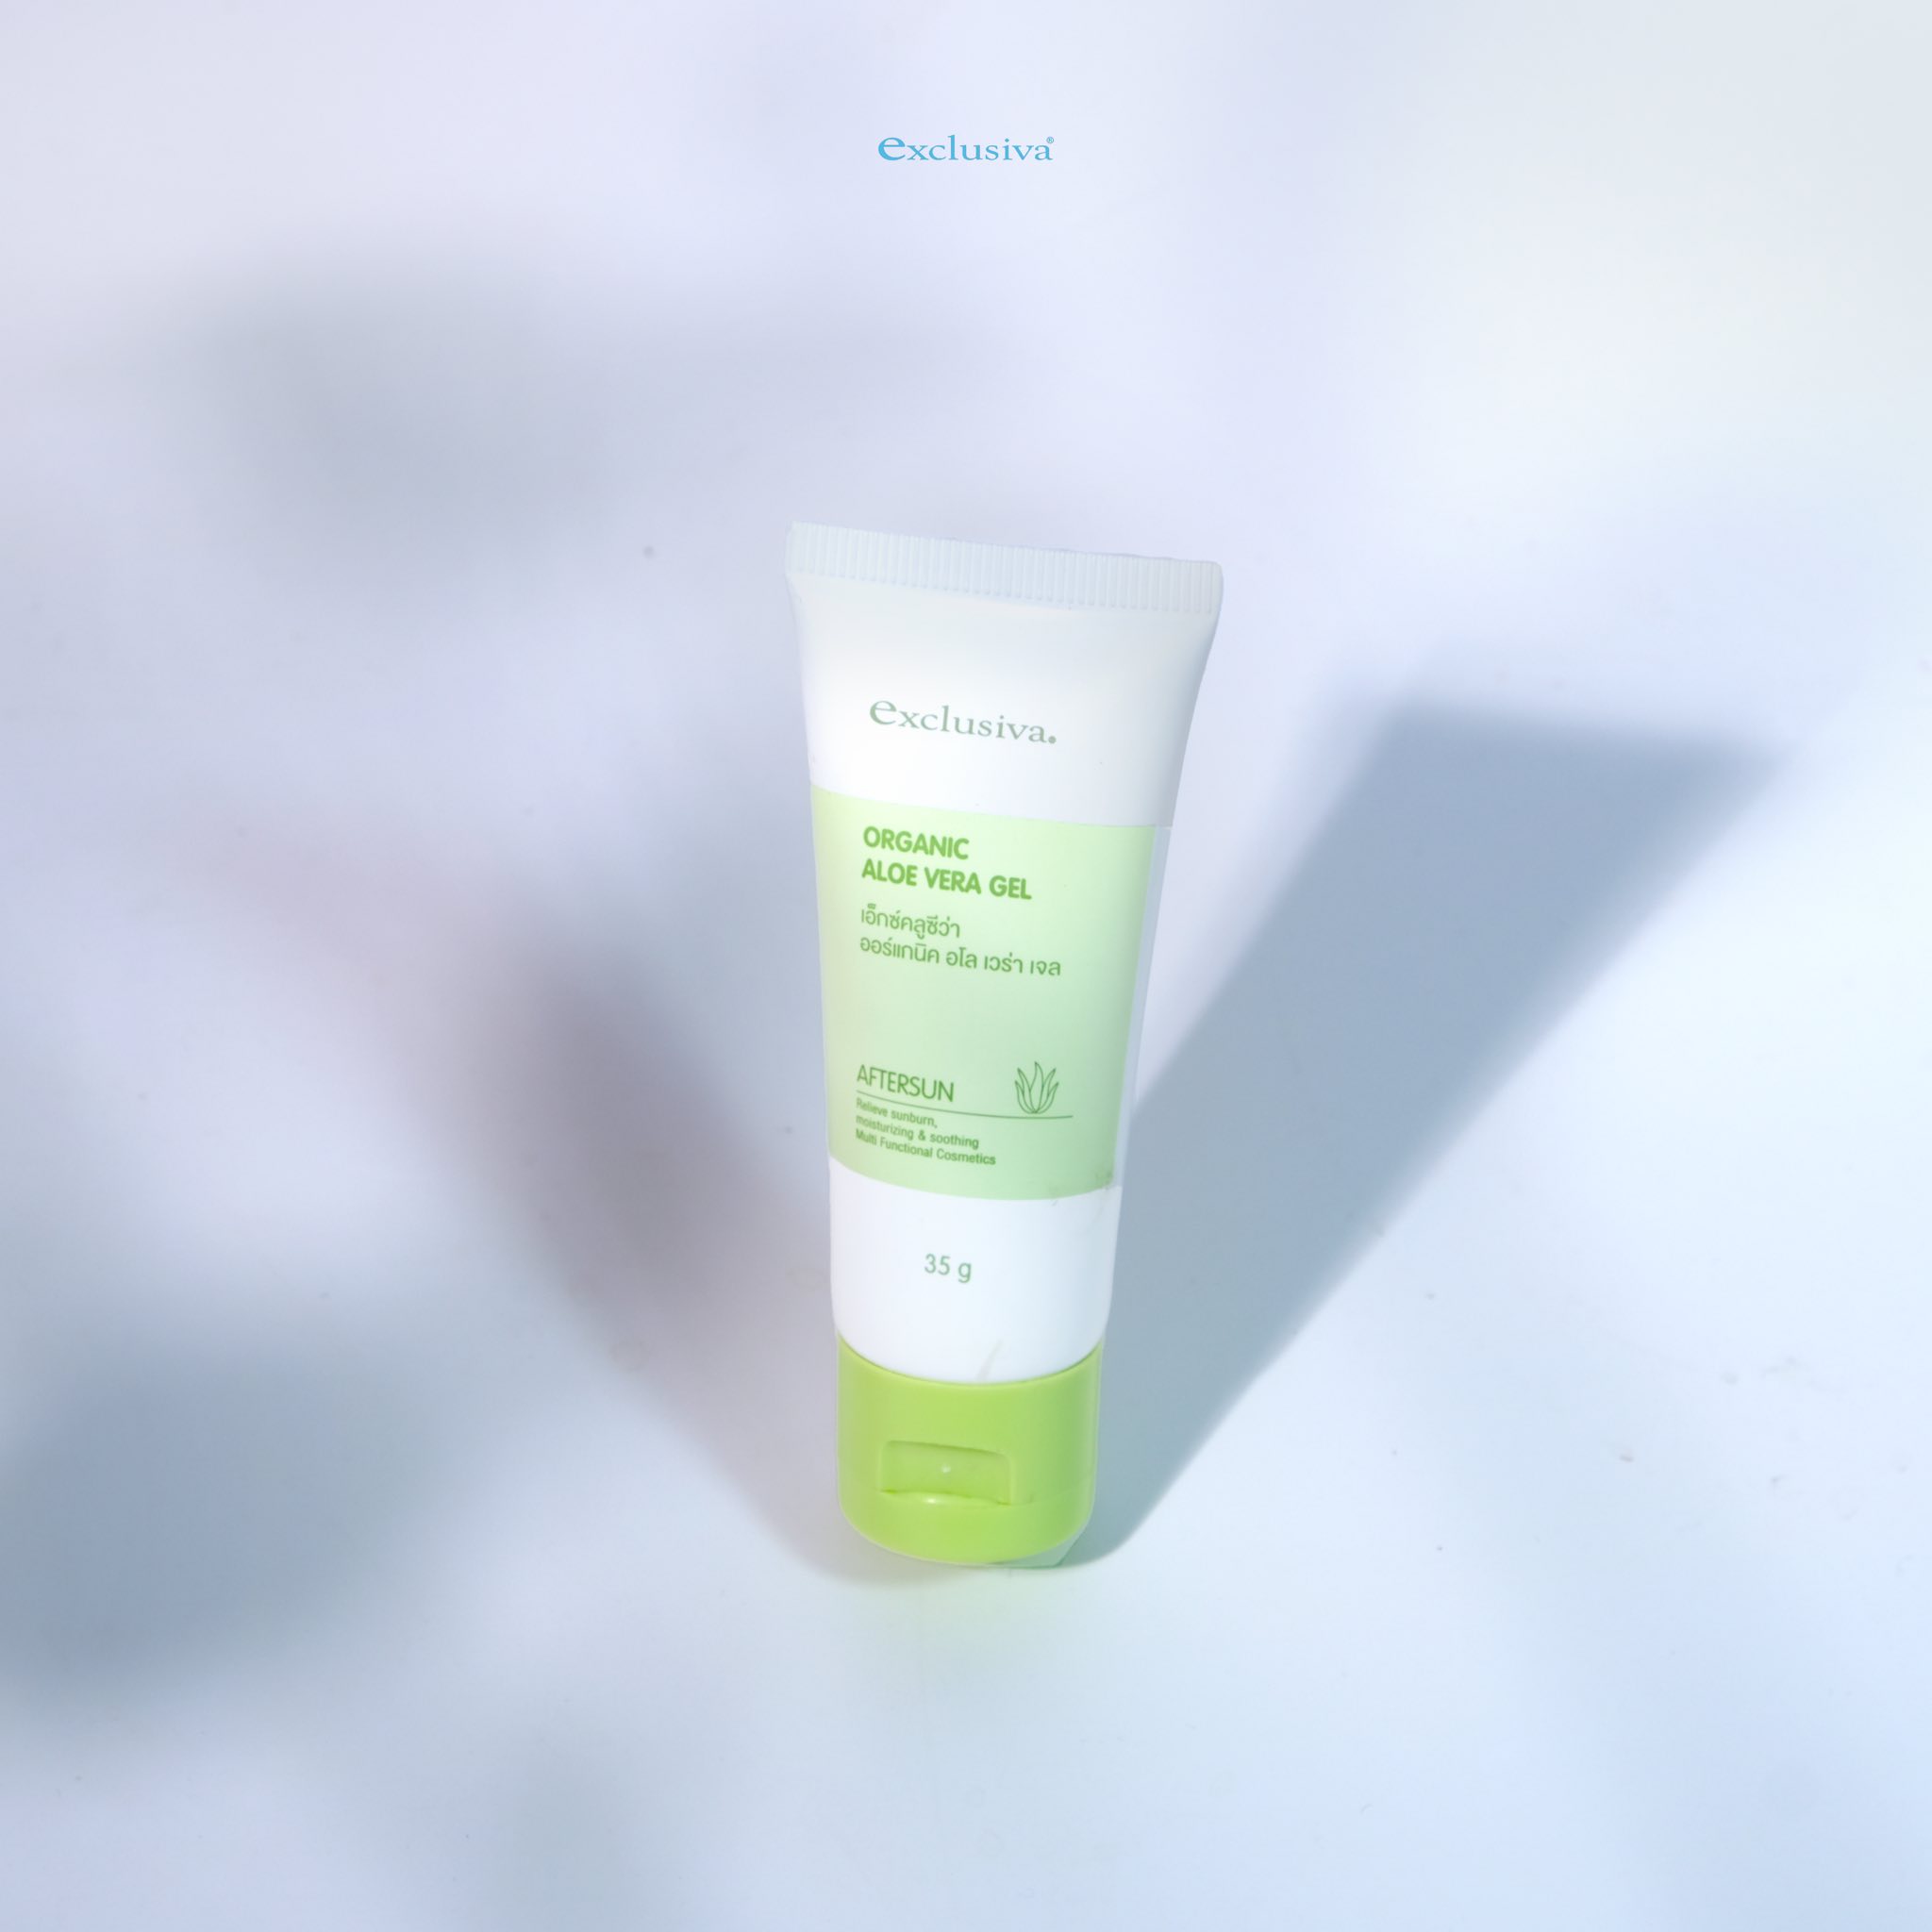 exclusiva®
exclusiva.
ORGANIC
ALOE VERA GEL
เอ็กซ์คลูซีว่า
ออร์แกนิค อโล เวร่า เจล
AFTERSUN
Relieve sunburn,
moisturizing & soothing
Multi Functional Cosmetics
35 g